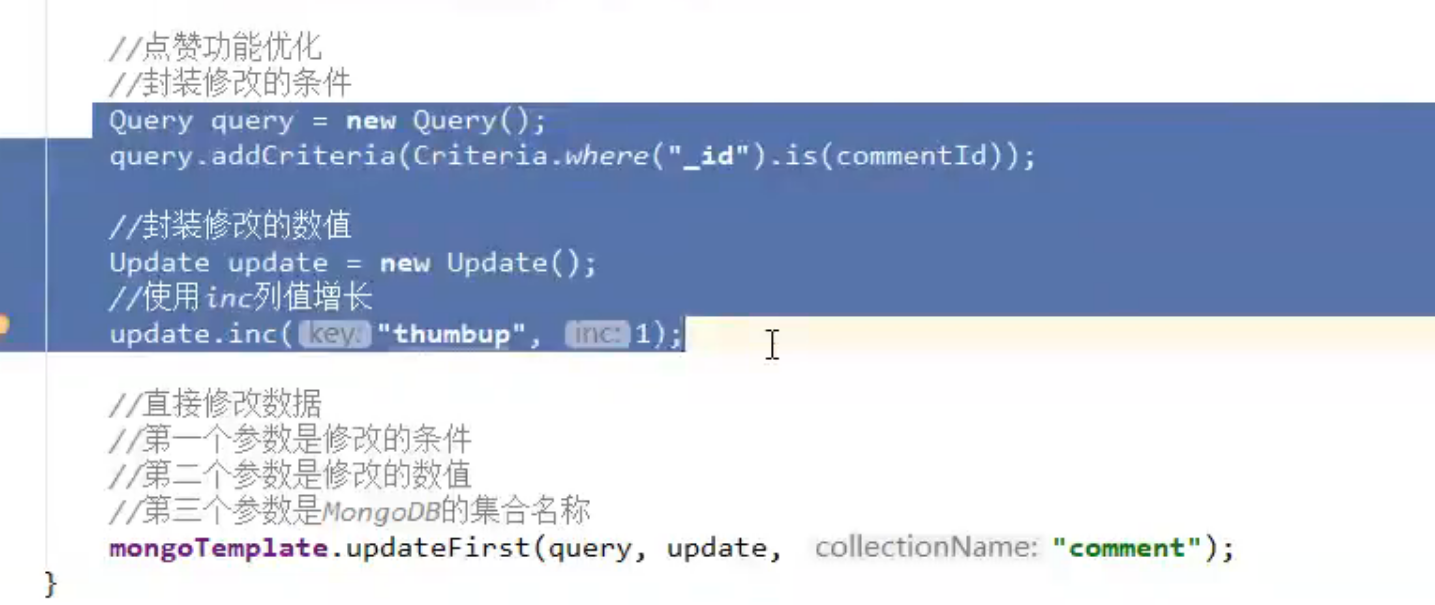 //点赞功能优化
//封装修改的条件
Query query = new Query();
query.addCriteria(Criteria.where("_id").is(commentId));
//封装修改的数值
Update update = new Update();
//使用inc列值增长
update.inc( key: "thumbup", inc: 1);
//直接修改数据
//第一个参数是修改的条件
//第二个参数是修改的数值
//第三个参数是MongoDB的集合名称
mongoTemplate.updateFirst(query, update, collectionName: "comment");
}